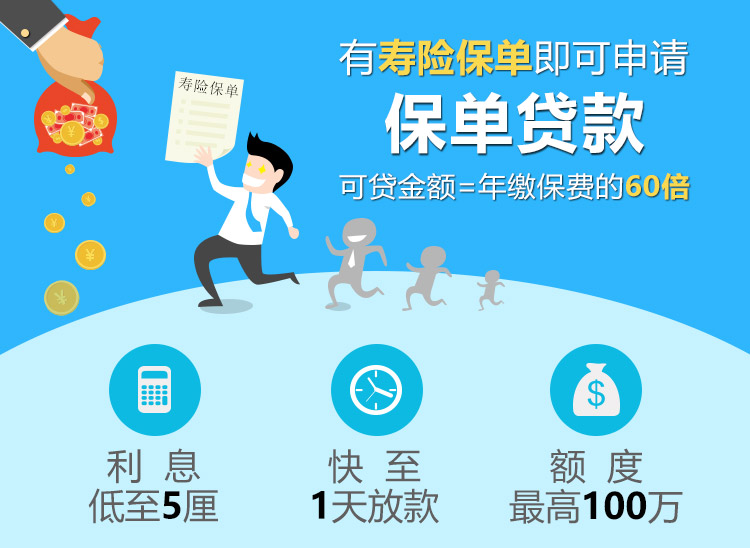 有寿险保单即可申请
保单贷款
可贷金额=年缴保费的60倍
寿险保单
利息
低至5厘
快至
1天放款
额度
最高100万